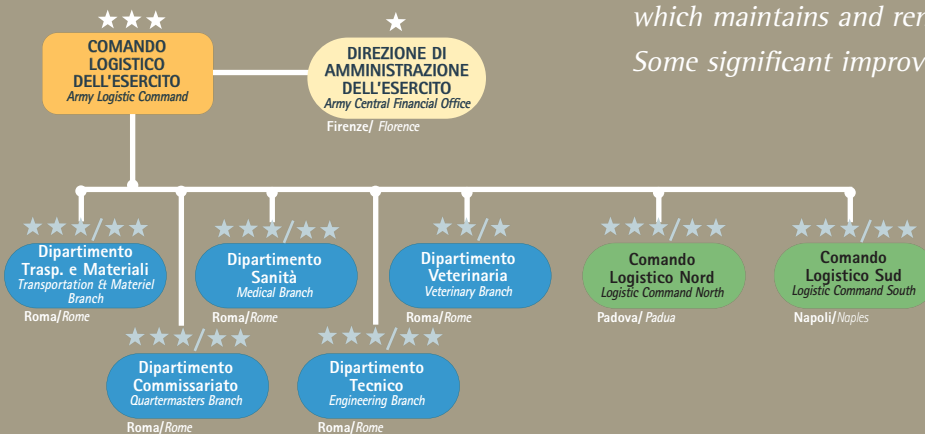 COMANDO
LOGISTICO
DELL'ESERCITO
Army Logistic Command
DIREZIONE DI
AMMINISTRAZIONE
DELL'ESERCITO
Army Central Financial Office
Firenze/ Florence
which maintains and
Some significant
Dipartimento
Trasp. e Materiali
Transportation & Materiel
Branch
Roma/Rome
Dipartimento
Sanità
Medical Branch
Roma/Rome
Dipartimento
Veterinaria
Veterinary Branch
Roma/Rome
Comando
Logistico Nord
Logistic Command North
Padova/ Padua
Comando
Logistico Sud
Logistic Command South
Napoli/Naples
Dipartimento
Commissariato
Quartermasters Branch
Roma/Rome
Dipartimento
Tecnico
Engineering Branch
Roma/Rome